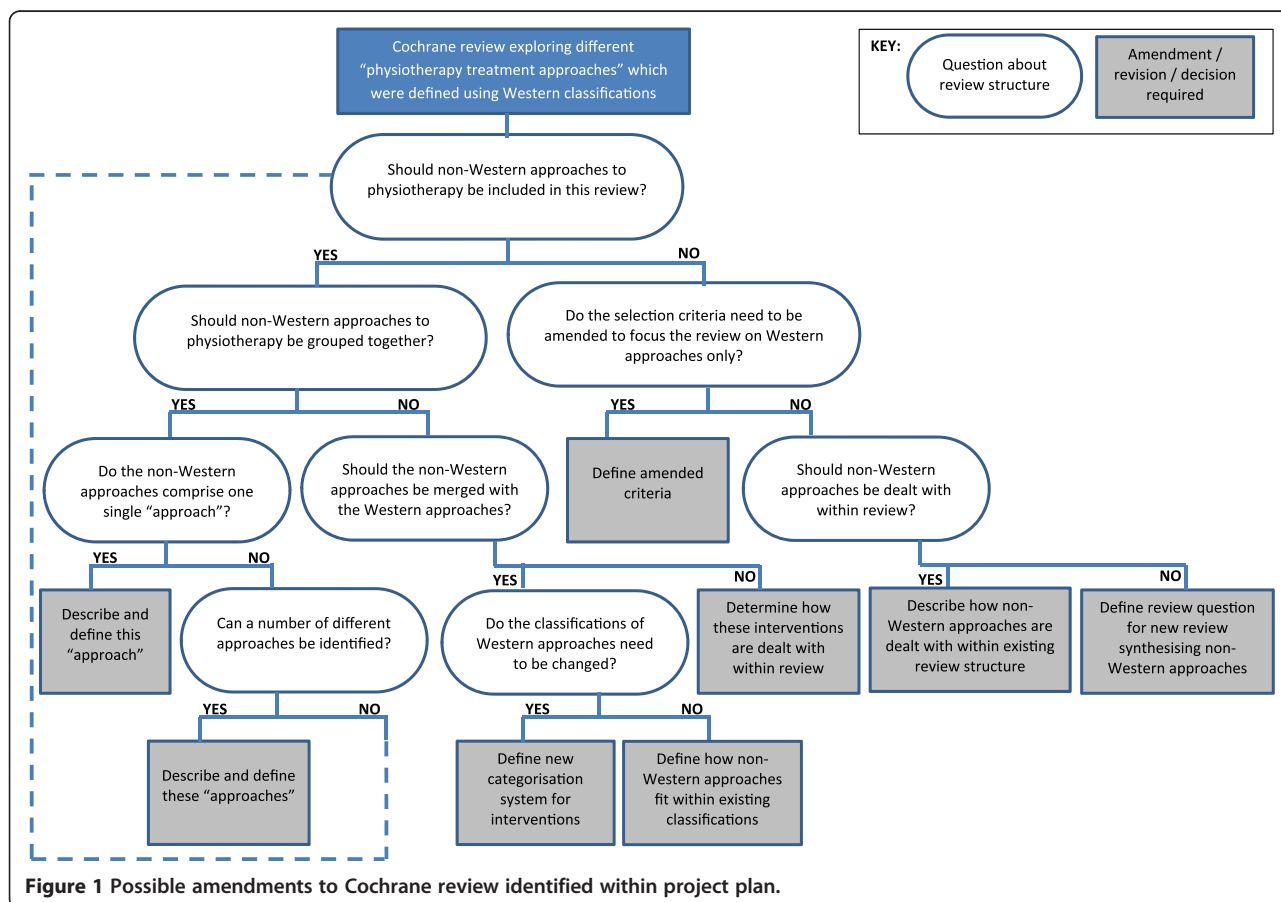 Cochrane review exploring different
“physiotherapy treatment approaches” which
were defined using Western classifications
KEY:
Question about
review structure
Amendment /
revision / decision
required
Should non-Western approaches to
physiotherapy be included in this review?
YES
NO
Should non-Western approaches to
physiotherapy be grouped together?
Do the selection criteria need to be
amended to focus the review on Western
approaches only?
YES
NO
YES
NO
Do the non-Western
approaches comprise one
single “approach”?
Should the non-Western
approaches be merged with
the Western approaches?
Define amended
criteria
Should non-Western
approaches be dealt with
within review?
YES
NO
YES
NO
YES
NO
Describe and
define this
“approach”
Can a number of different
approaches be identified?
Do the classifications of
Western approaches need
to be changed?
Determine how
these interventions
are dealt with
within review
Describe how non-
Western approaches are
dealt with within existing
review structure
Define review question
for new review
synthesising non-
Western approaches
YES
NO
YES
NO
Describe and define
these “approaches”
Define new
categorisation
system for
interventions
Define how non-
Western approaches
fit within existing
classifications
Figure 1 Possible amendments to Cochrane review identified within project plan.